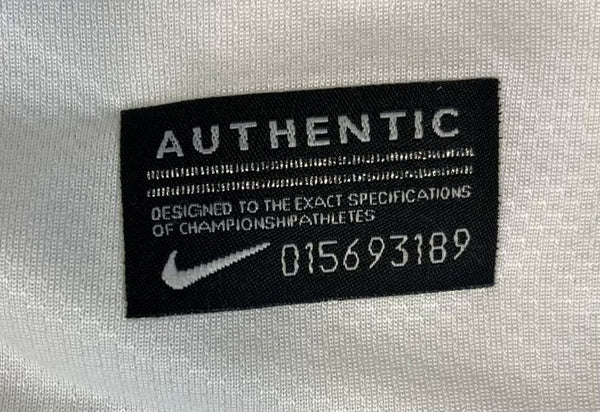 AUTHENTIC
DESIGNED TO THE EXACT SPECIFICATIONS
OF CHAMPIONSHIPATHLETES
015693189